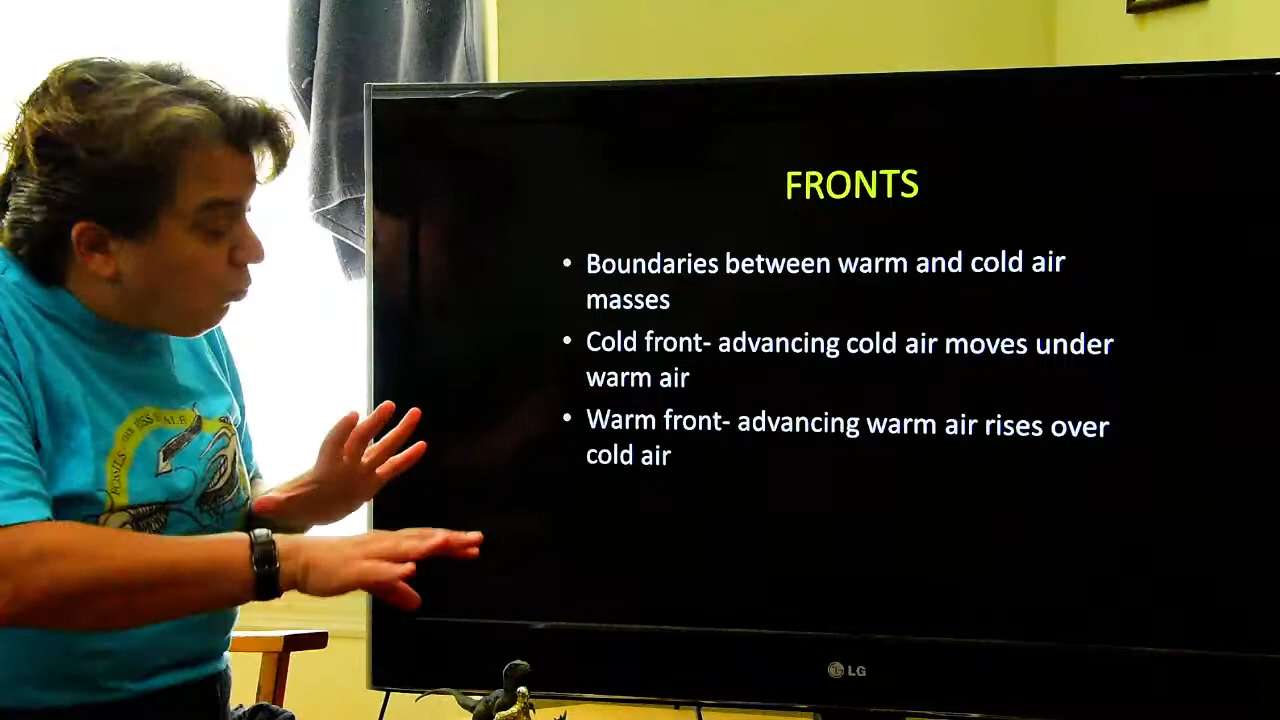 FRONTS
• Boundaries between warm and cold air
masses
• Cold front- advancing cold air moves under
warm air
• Warm front- advancing warm air rises over
cold air
FOSSILS
LG